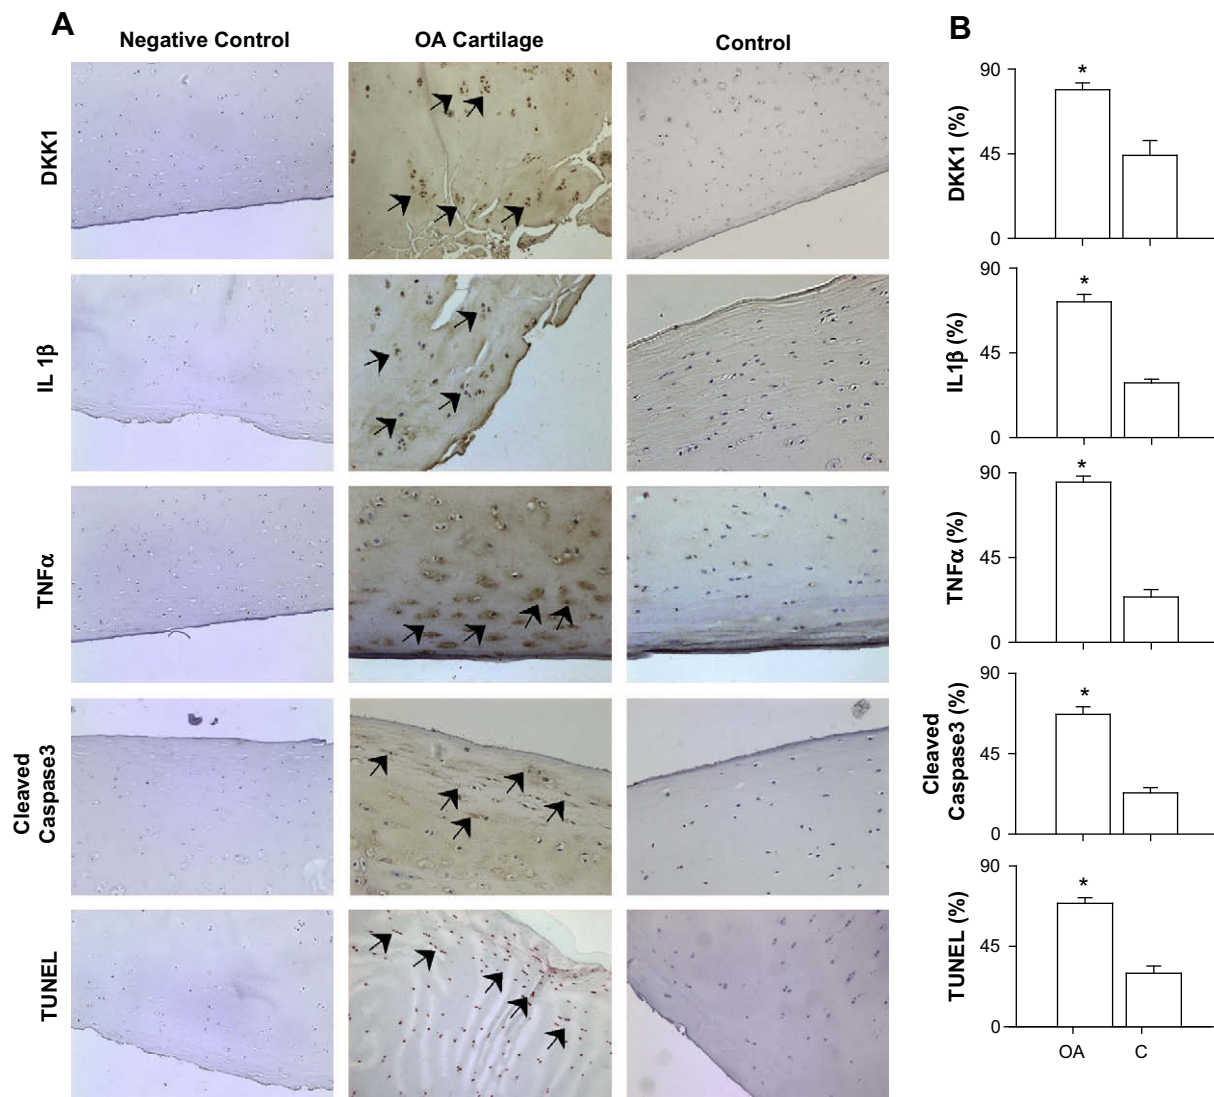 A
B
Negative Control
OA Cartilage
Control
DKK1
IL 1β
TNFα
Cleaved
Caspase3
TUNEL
DKK1 (%)
90
45
0
*
IL1β (%)
90
45
0
*
TNFα (%)
90
45
0
*
Cleaved
Caspase3 (%)
90
45
0
*
TUNEL (%)
90
45
0
*
OA
C